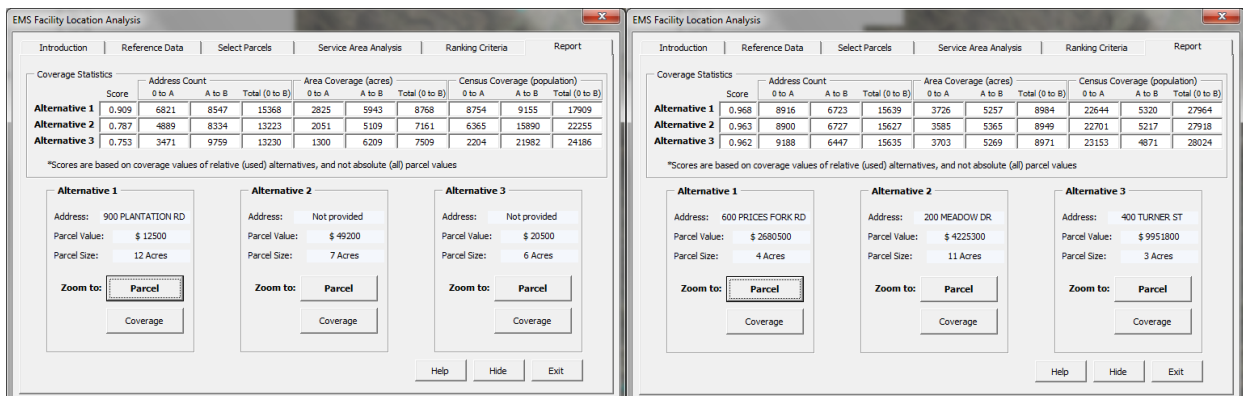 EMS Facility Location Analysis
Introduction Reference Data Select Parcels Service Area Analysis Ranking Criteria Report
Coverage Statistics
Address Count Area Coverage (acres) Census Coverage (population)
Score 0 to A A to B Total (0 to B) 0 to A A to B Total (0 to B) 0 to A A to B Total (0 to B)
Alternative 1 0.909 6821 8547 15368 2825 5943 8768 8754 9155 17909
Alternative 2 0.787 4889 8334 13223 2051 5109 7161 6365 15890 22255
Alternative 3 0.753 3471 9759 13230 1300 6209 7509 2204 21982 24186
*Scores are based on coverage values of relative (used) alternatives, and not absolute (all) parcel values
Alternative 1 Alternative 2 Alternative 3
Address: 900 PLANTATION RD Address: Not provided Address: Not provided
Parcel Value: $ 12500 Parcel Value: $ 49200 Parcel Value: $ 20500
Parcel Size: 12 Acres Parcel Size: 7 Acres Parcel Size: 6 Acres
Zoom to: Parcel Zoom to: Parcel Zoom to: Parcel
Coverage Coverage Coverage
Help Hide Exit
EMS Facility Location Analysis
Introduction Reference Data Select Parcels Service Area Analysis Ranking Criteria Report
Coverage Statistics
Address Count Area Coverage (acres) Census Coverage (population)
Score 0 to A A to B Total (0 to B) 0 to A A to B Total (0 to B) 0 to A A to B Total (0 to B)
Alternative 1 0.968 8916 6723 15639 3726 5257 8984 22644 5320 27964
Alternative 2 0.963 8900 6727 15627 3585 5365 8949 22701 5217 27918
Alternative 3 0.962 9188 6447 15635 3703 5269 8971 23153 4871 28024
*Scores are based on coverage values of relative (used) alternatives, and not absolute (all) parcel values
Alternative 1 Alternative 2 Alternative 3
Address: 600 PRICES FORK RD Address: 200 MEADOW DR Address: 400 TURNER ST
Parcel Value: $ 2680500 Parcel Value: $ 4225300 Parcel Value: $ 9951800
Parcel Size: 4 Acres Parcel Size: 11 Acres Parcel Size: 3 Acres
Zoom to: Parcel Zoom to: Parcel Zoom to: Parcel
Coverage Coverage Coverage
Help Hide Exit